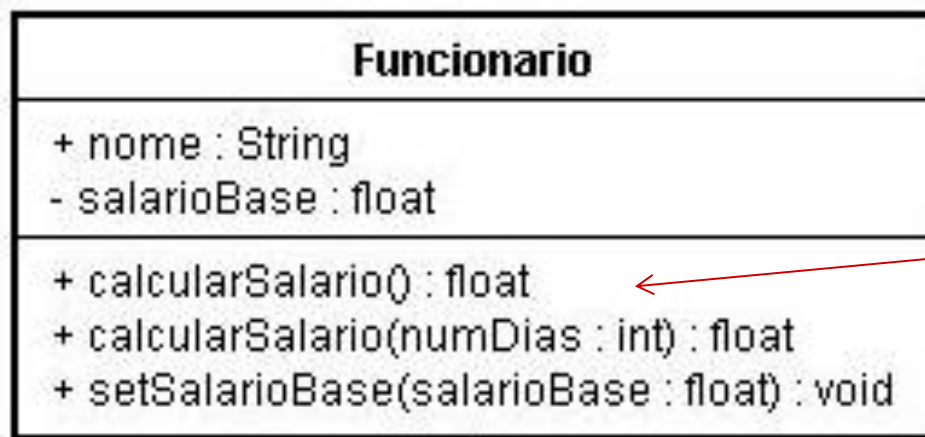 Funcionario
+ nome : String
- salarioBase : float
+ calcularSalario() : float
+ calcularSalario(numDias : int) : float
+ setSalarioBase(salarioBase : float) : void